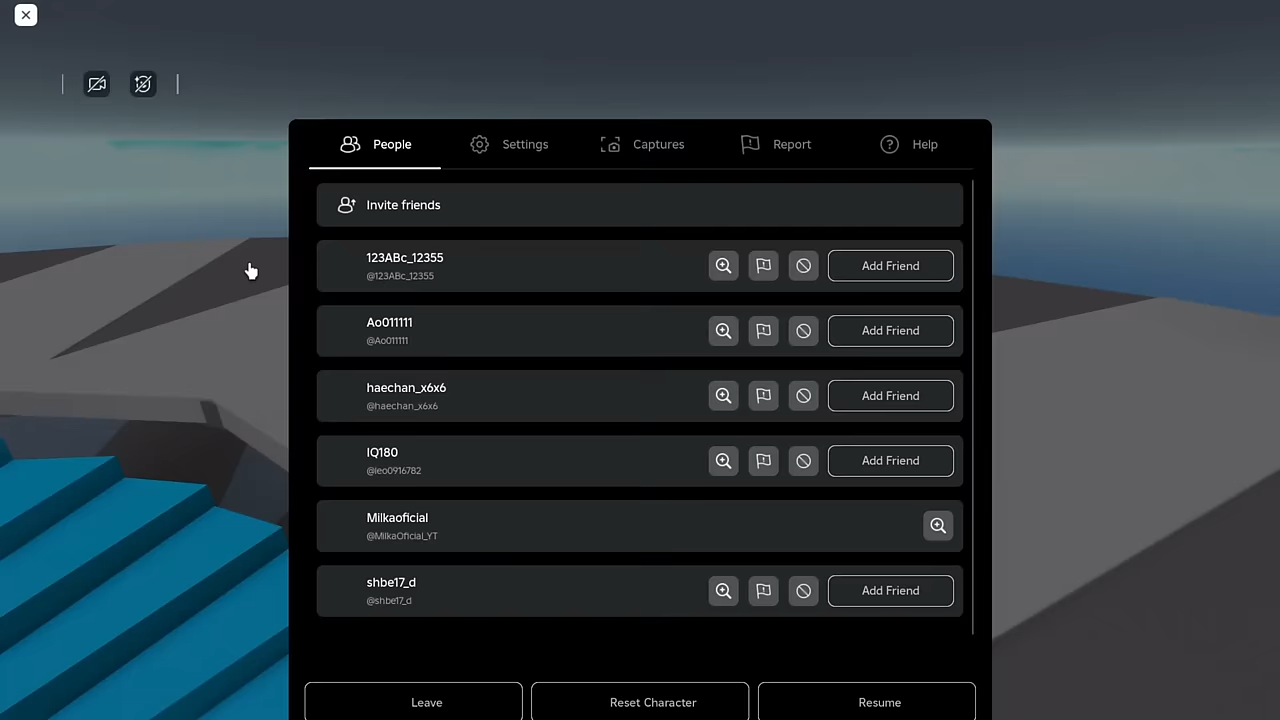 People
Settings
Captures
Report
Help
Invite friends
123ABc_12355
@123ABc_12355
Add Friend
Ao011111
@Ao011111
Add Friend
haechan_x6x6
@haechan_x6x6
Add Friend
IQ180
@leo0916782
Add Friend
Milkaoficial
@MilkaOficial_YT
shbe17_d
@shbe17_d
Add Friend
Leave
Reset Character
Resume